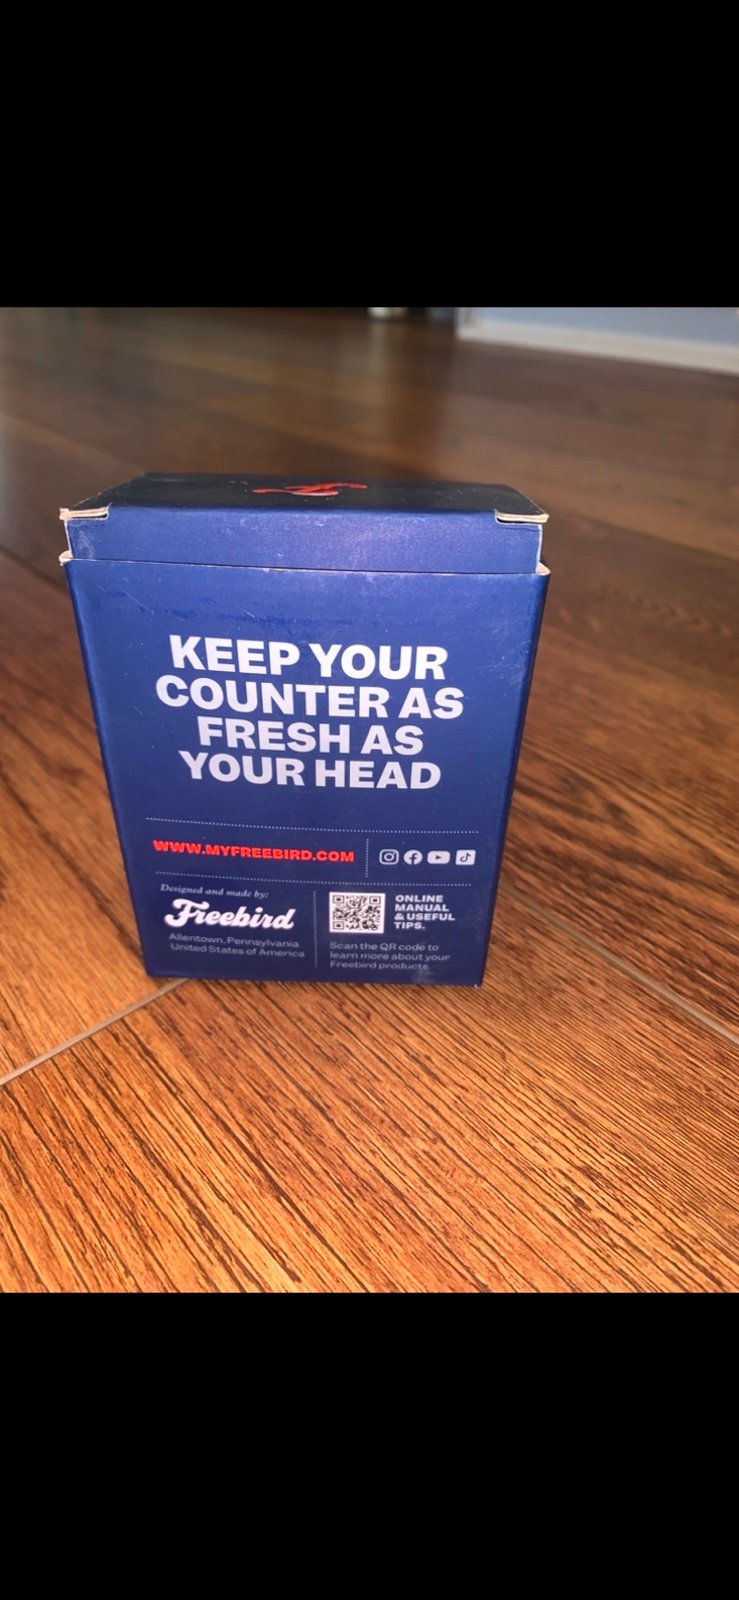 KEEP YOUR
COUNTER AS
FRESH AS
YOUR HEAD
WWW.MYFREEBIRD.COM
Designed and made by:
Freebird
Allentown, Pennsylvania
United States of America
ONLINE
MANUAL
& USEFUL
TIPS.
Scan the QR code to
learn more about your
Freebird products.